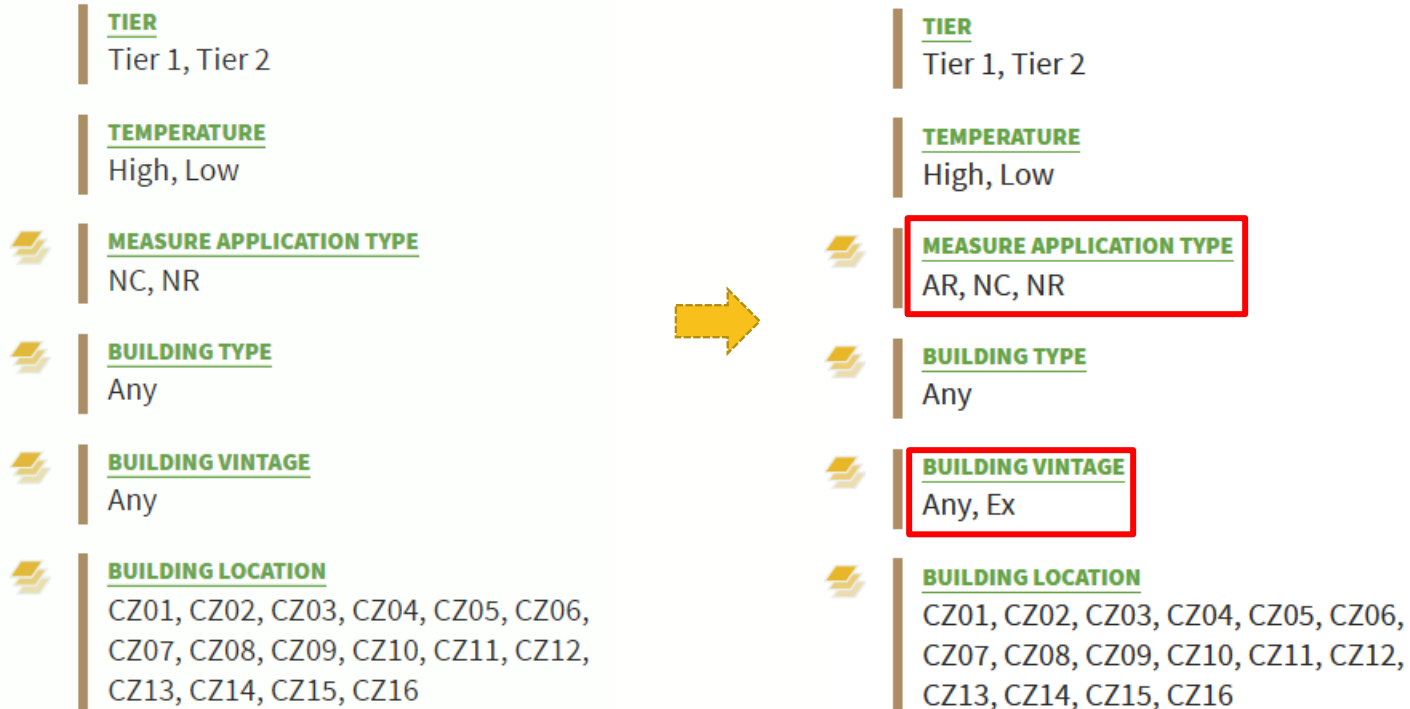 TIER
Tier 1, Tier 2
TEMPERATURE
High, Low
MEASURE APPLICATION TYPE
NC, NR
BUILDING TYPE
Any
BUILDING VINTAGE
Any
BUILDING LOCATION
CZ01, CZ02, CZ03, CZ04, CZ05, CZ06,
CZ07, CZ08, CZ09, CZ10, CZ11, CZ12,
CZ13, CZ14, CZ15, CZ16
TIER
Tier 1, Tier 2
TEMPERATURE
High, Low
MEASURE APPLICATION TYPE
AR, NC, NR
BUILDING TYPE
Any
BUILDING VINTAGE
Any, Ex
BUILDING LOCATION
CZ01, CZ02, CZ03, CZ04, CZ05, CZ06,
CZ07, CZ08, CZ09, CZ10, CZ11, CZ12,
CZ13, CZ14, CZ15, CZ16